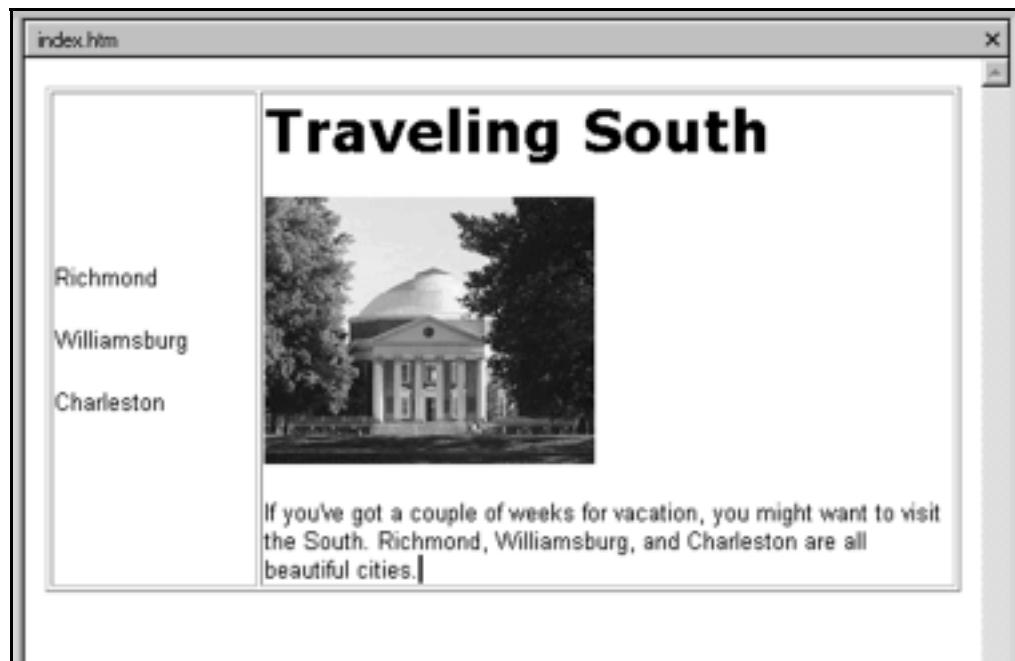 index.htm
Traveling South
Richmond
Williamsburg
Charleston
If you've got a couple of weeks for vacation, you might want to visit
the South. Richmond, Williamsburg, and Charleston are all
beautiful cities.